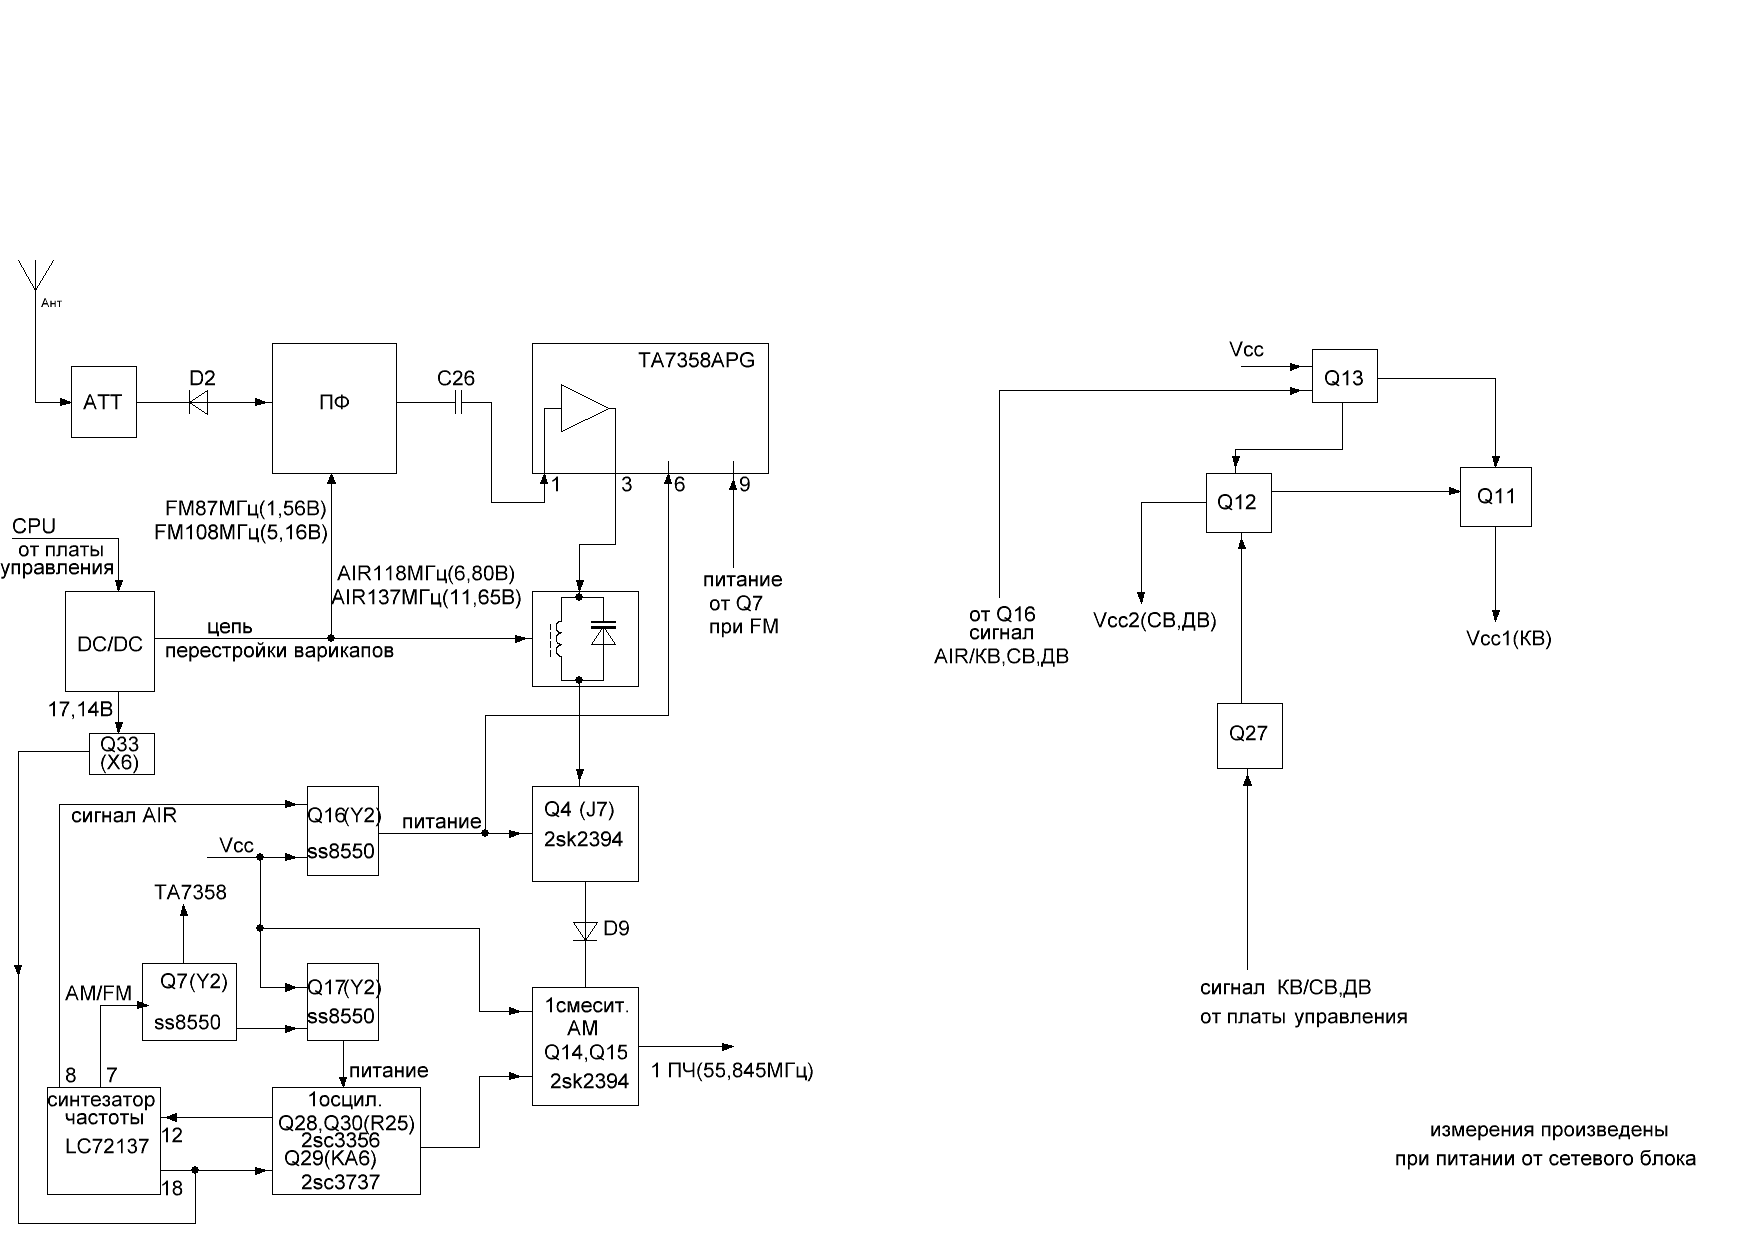 Ант
АТТ
D2
ПФ
С26
TA7358APG
1
3
6
9
FM87МГц(1,56В)
FM108МГц(5,16В)
CPU
от платы
управления
AIR118МГц(6,80В)
AIR137МГц(11,65В)
питание
от Q7
при FM
DC/DC
цепь
перестройки варикапов
17,14В
Q33
(X6)
сигнал AIR
Q16(Y2)
ss8550
питание
Q4 (J7)
2sk2394
Vcc
TA7358
D9
Q7(Y2)
ss8550
AM/FM
Q17(Y2)
ss8550
1смесит.
АМ
Q14,Q15
2sk2394
1 ПЧ(55,845МГц)
8
7
питание
синтезатор
частоты
LC72137
12
18
1осцил.
Q28,Q30(R25)
2sc3356
Q29(KA6)
2sc3737
Vcc
Q13
Q12
Q11
от Q16
сигнал
AIR/КВ,СВ,ДВ
Vcc2(СВ,ДВ)
Vcc1(КВ)
Q27
сигнал КВ/СВ,ДВ
от платы управления
измерения произведены
при питании от сетевого блока